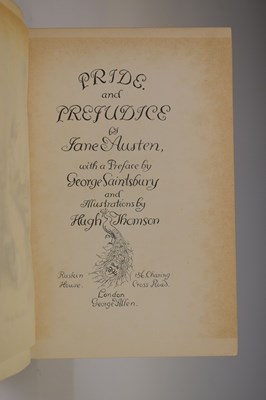 PRIDE.
and
PREJUDICE
by
Jane Austen,
with a Preface by
George Saintsbury
and
Illustrations by
Hugh Thomson
Ruskin 156 Charing
House. Cross Road.
London
George Allen.